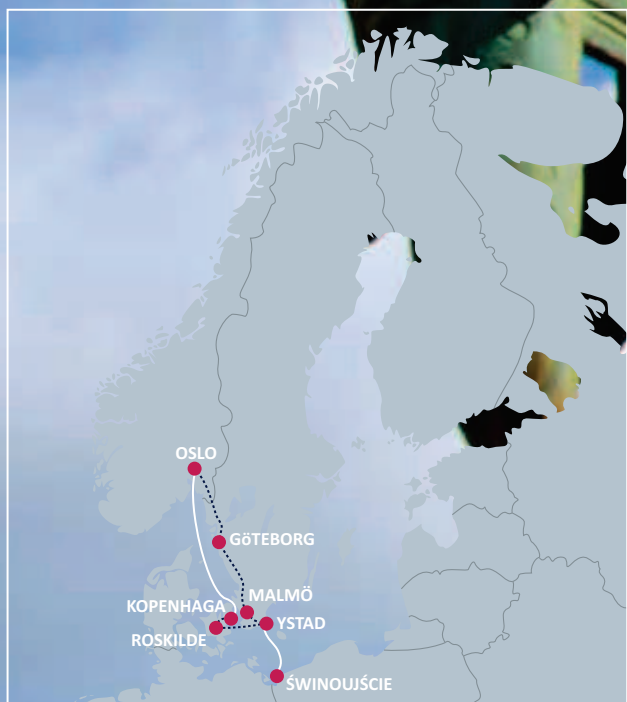 OSLO
GöTEBORG
MALMÖ
KOPENHAGA
YSTAD
ROSKILDE
ŚWINOUJŚCIE